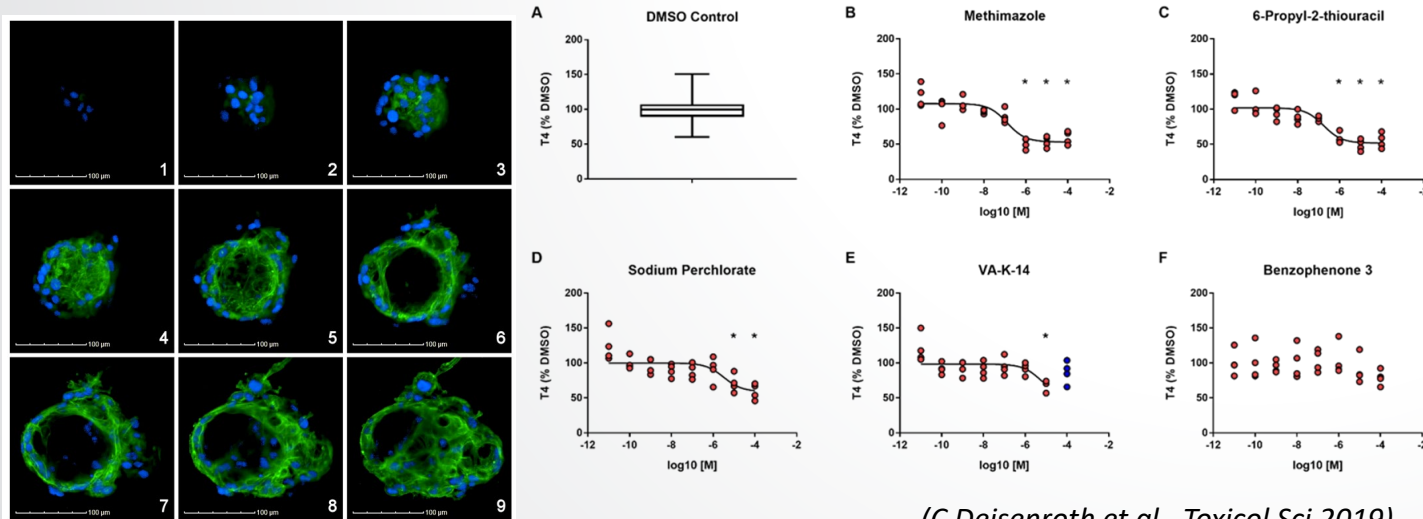 1
100 µm
2
100 µm
3
100 µm
4
100 µm
5
100 µm
6
100 µm
7
100 µm
8
100 µm
9
100 µm
A
DMSO Control
T4 (% DMSO)
200
150
100
50
0
B
Methimazole
T4 (% DMSO)
200
150
100
50
0
* * *
-12 -10 -8 -6 -4 -2
log10 [M]
C
6-Propyl-2-thiouracil
T4 (% DMSO)
200
150
100
50
0
* * *
-12 -10 -8 -6 -4
log10 [M]
D
Sodium Perchlorate
T4 (% DMSO)
200
150
100
50
0
* *
-12 -10 -8 -6 -4 -2
log10 [M]
E
VA-K-14
T4 (% DMSO)
200
150
100
50
0
*
-12 -10 -8 -6 -4 -2
log10 [M]
F
Benzophenone 3
T4 (% DMSO)
200
150
100
50
0
-12 -10 -8 -6 -4
log10 [M]
(C Deisenroth et al., Toxicol Sci 2019)